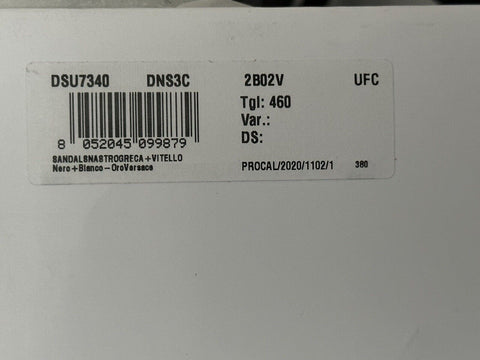 DSU7340 DNS3C 2B02V UFC
Tgl: 460
Var.:
DS:
8 052045 099879
SANDALSNASTROGRECA+VITELLO
Nero+Bianco-OroVersace
PROCAL/2020/1102/1 380